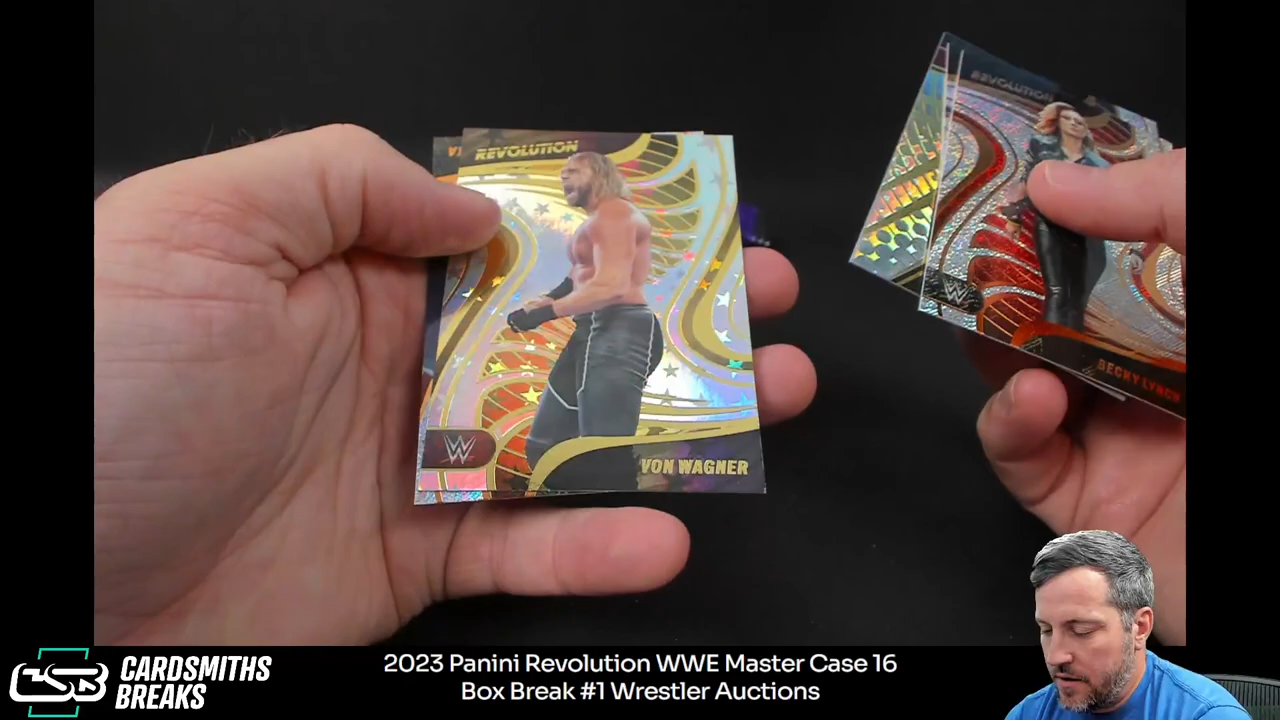 REVOLUTION
VON WAGNER
REVOLUTION
BECKY LYNCH
CSB
CARDSMITHS
BREAKS
2023 Panini Revolution WWE Master Case 16
Box Break #1 Wrestler Auctions